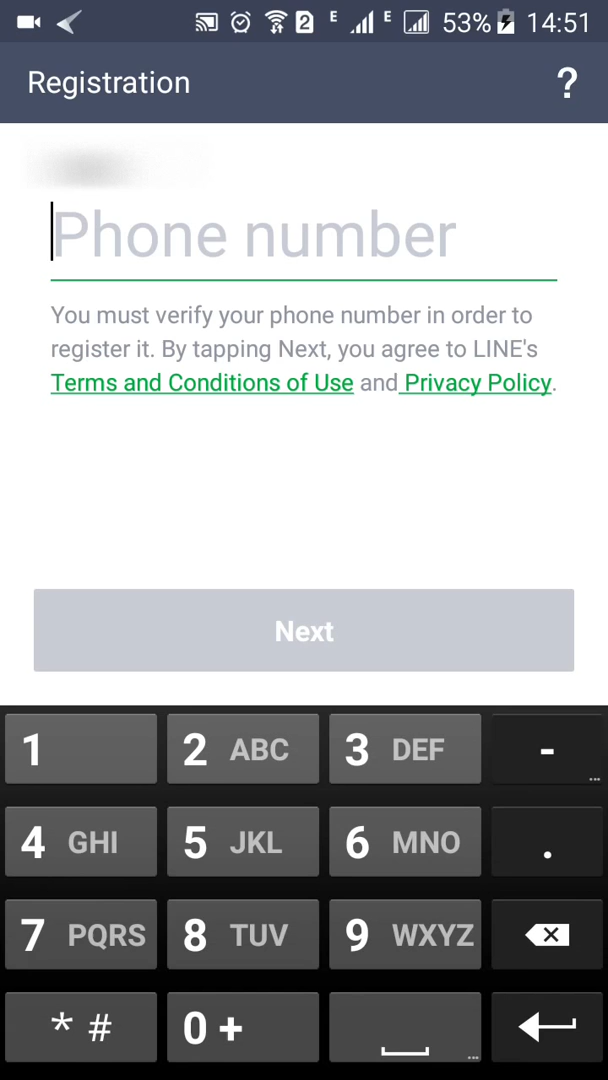 2 E E 53% 14:51
Registration ?
Phone number
You must verify your phone number in order to
register it. By tapping Next, you agree to LINE's
Terms and Conditions of Use and Privacy Policy.
Next
1 2 ABC 3 DEF -
4 GHI 5 JKL 6 MNO .
7 PQRS 8 TUV 9 WXYZ
* # 0 +